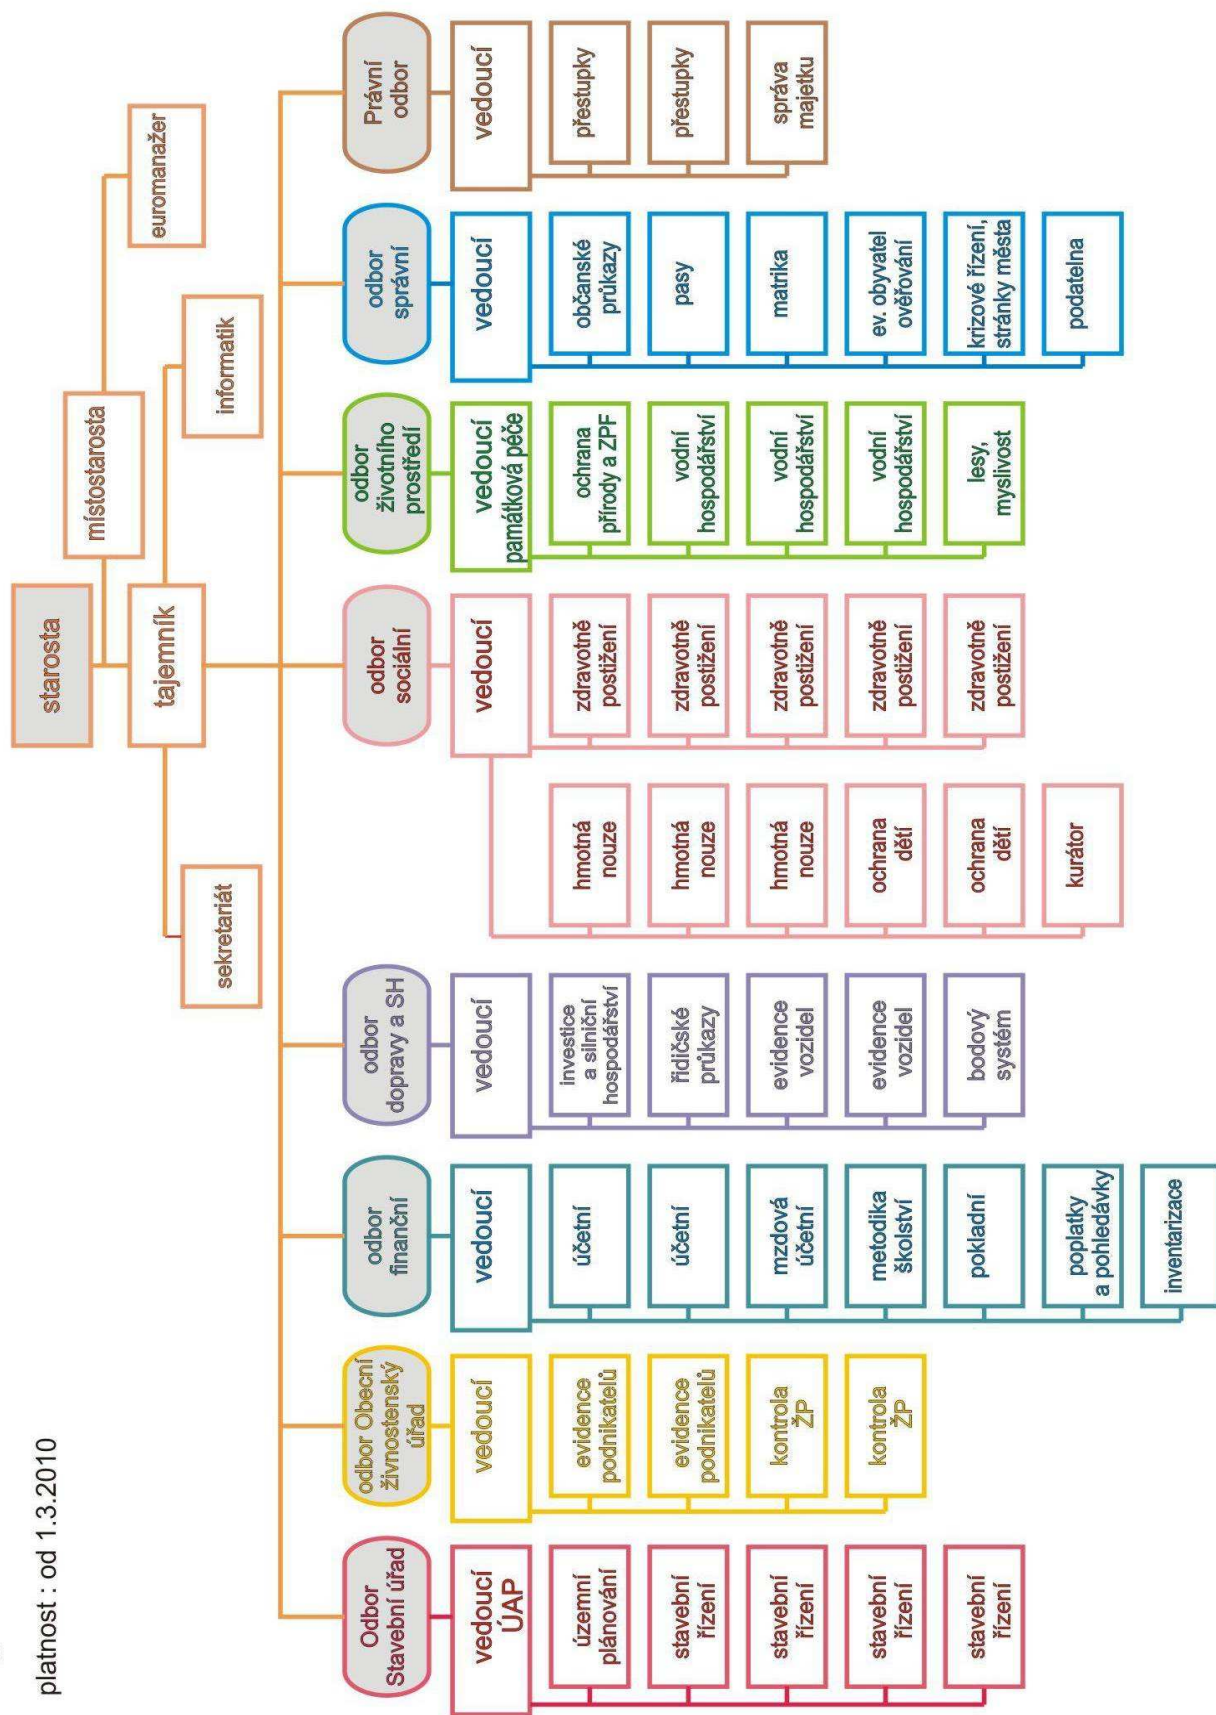 platnost : od 1.3.2010
starosta
místostarosta
euromanažer
tajemník
informatik
sekretariát
Odbor
Stavební úřad
vedoucí
ÚAP
územní
plánování
stavební
řízení
stavební
řízení
stavební
řízení
stavební
řízení
odbor Obecní
živnostenský
úřad
vedoucí
evidence
podnikatelů
evidence
podnikatelů
kontrola
ŽP
kontrola
ŽP
odbor
finanční
vedoucí
účetní
účetní
mzdová
účetní
metodika
školství
pokladní
poplatky
a pohledávky
inventarizace
odbor
dopravy a SH
vedoucí
investice
a silniční
hospodářství
řidičské
průkazy
evidence
vozidel
evidence
vozidel
bodový
systém
odbor
sociální
vedoucí
hmotná
nouze
hmotná
nouze
hmotná
nouze
ochrana
dětí
ochrana
dětí
kurátor
zdravotně
postižení
zdravotně
postižení
zdravotně
postižení
zdravotně
postižení
zdravotně
postižení
odbor
životního
prostředí
vedoucí
památková péče
ochrana
přírody a ZPF
vodní
hospodářství
vodní
hospodářství
vodní
hospodářství
lesy,
myslivost
odbor
správní
vedoucí
občanské
průkazy
pasy
matrika
ev. obyvatel
ověřování
krizové řízení,
stránky města
podatelna
Právní
odbor
vedoucí
přestupky
přestupky
správa
majetku